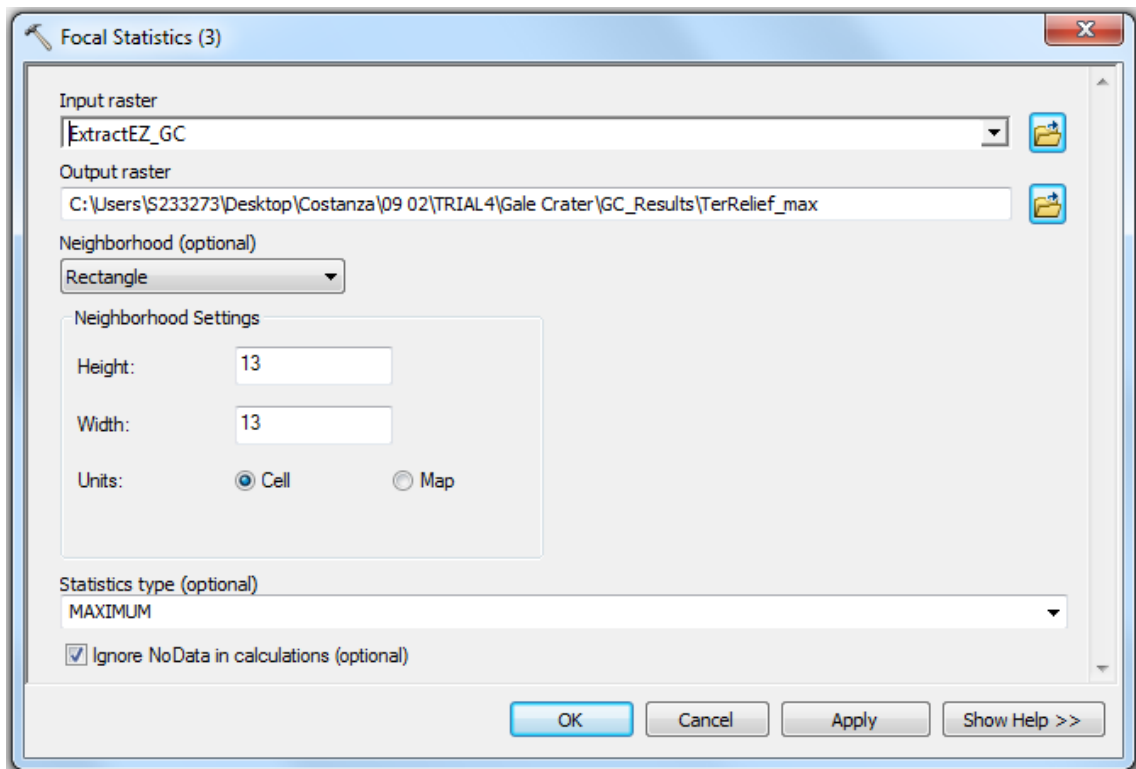 Focal Statistics (3)
X
Input raster
ExtractEZ_GC
Output raster
C:\Users\S233273\Desktop\Costanza\09 02\TRIAL4\Gale Crater\GC_Results\TerRelief_max
Neighborhood (optional)
Rectangle
Neighborhood Settings
Height: 13
Width: 13
Units: Cell Map
Statistics type (optional)
MAXIMUM
Ignore NoData in calculations (optional)
OK Cancel Apply Show Help >>